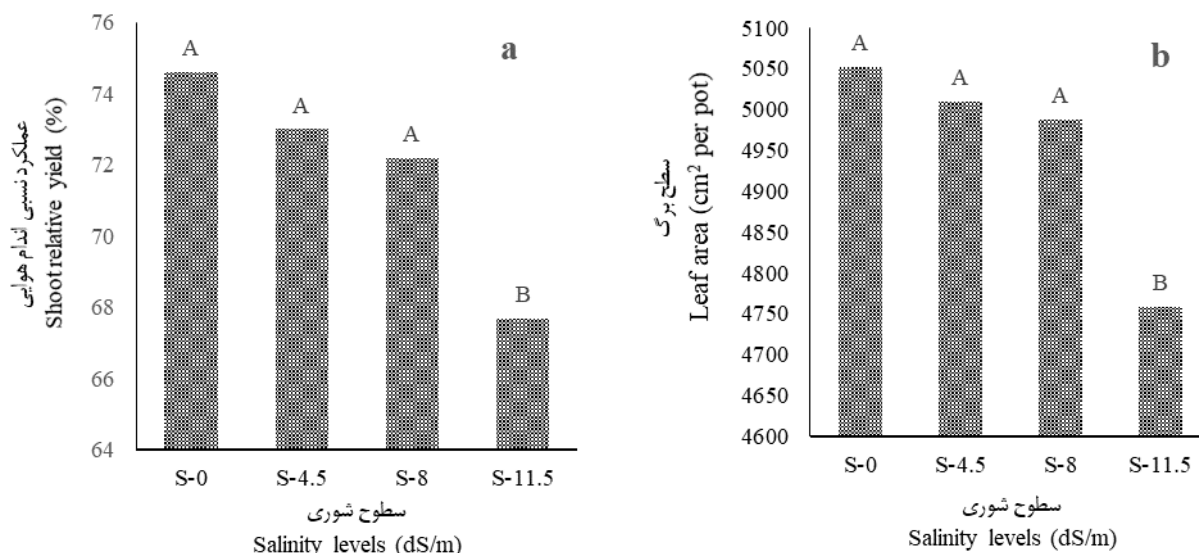 a
عملکرد نسبی اندام هوایی
Shoot relative yield (%)
76
74
72
70
68
66
64
A
A
A
B
S-0
S-4.5
S-8
S-11.5
سطوح شوری
Salinity levels (dS/m)
b
سطح برگ
Leaf area (cm² per pot)
5100
5050
5000
4950
4900
4850
4800
4750
4700
4650
4600
A
A
A
B
S-0
S-4.5
S-8
S-11.5
سطوح شوری
Salinity levels (dS/m)